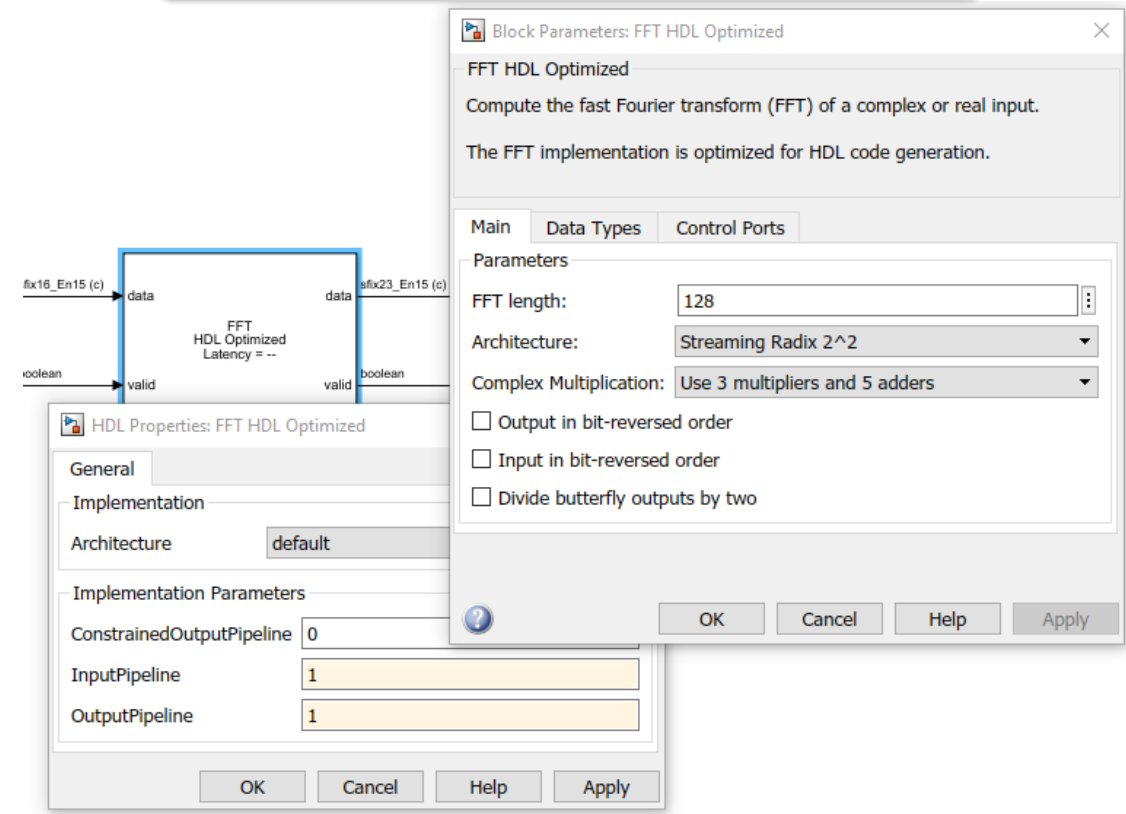 Block Parameters: FFT HDL Optimized
FFT HDL Optimized
Compute the fast Fourier transform (FFT) of a complex or real input.
The FFT implementation is optimized for HDL code generation.
Main Data Types Control Ports
Parameters
FFT length: 128
Architecture: Streaming Radix 2^2
Complex Multiplication: Use 3 multipliers and 5 adders
Output in bit-reversed order
Input in bit-reversed order
Divide butterfly outputs by two
OK Cancel Help Apply
fix16_En15 (c) data data sfix23_En15 (c)
FFT
HDL Optimized
Latency = --
boolean valid valid boolean
HDL Properties: FFT HDL Optimized
General
Implementation
Architecture default
Implementation Parameters
ConstrainedOutputPipeline 0
InputPipeline 1
OutputPipeline 1
OK Cancel Help Apply